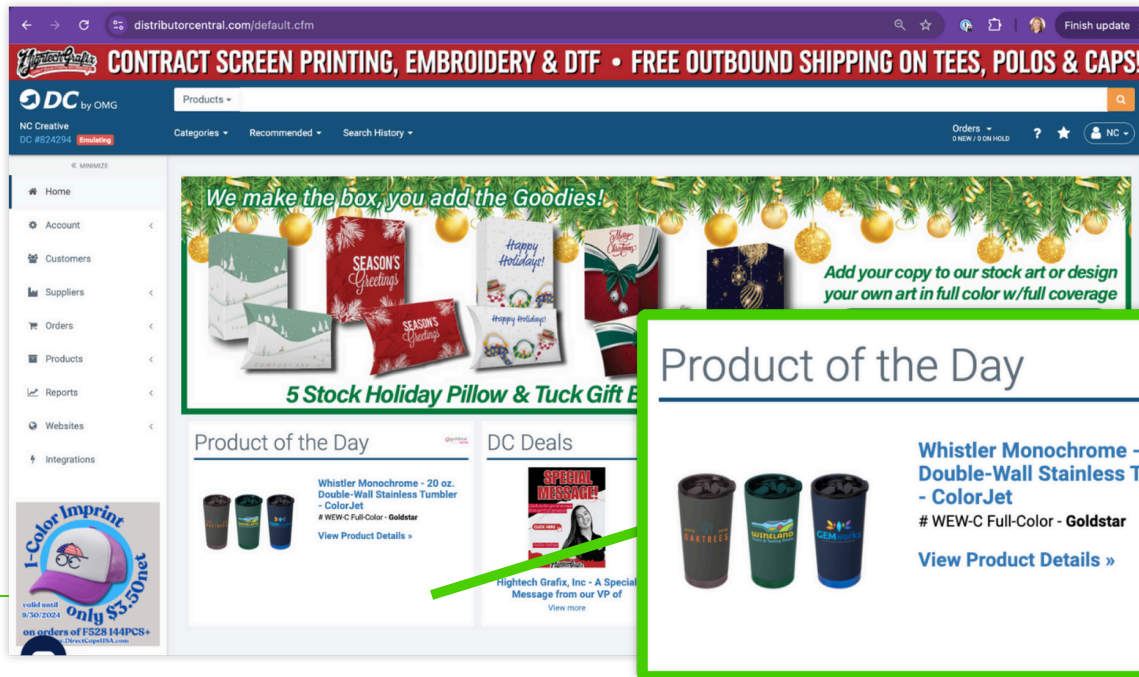 distributorcentral.com/default.cfm
Finish update
HightechGrafix CONTRACT SCREEN PRINTING, EMBROIDERY & DTF • FREE OUTBOUND SHIPPING ON TEES, POLOS & CAPS!
DC by OMG
Products
NC Creative
DC #824294 Emulating
Categories
Recommended
Search History
Orders
0 NEW / 0 ON HOLD
?
NC
« MINIMIZE
Home
Account
Customers
Suppliers
Orders
Products
Reports
Websites
Integrations
We make the box, you add the Goodies!
SEASON'S
Greetings
Happy
Holidays!
Merry
Christmas
SEASON'S
Greetings
Happy Holidays!
Add your copy to our stock art or design
your own art in full color w/full coverage
5 Stock Holiday Pillow & Tuck Gift B
Product of the Day
Whistler Monochrome - 20 oz.
Double-Wall Stainless Tumbler
- ColorJet
# WEW-C Full-Color - Goldstar
View Product Details »
DC Deals
SPECIAL
MESSAGE!
CLICK HERE
Hightech Grafix, Inc - A Special
Message from our VP of
View more
1-Color Imprint
only $3.50net
valid until
9/30/2024
on orders of F528 144PCS+
Product of the Day
OAKTREES
WINELAND
GEMworks
Whistler Monochrome -
Double-Wall Stainless T
- ColorJet
# WEW-C Full-Color - Goldstar
View Product Details »